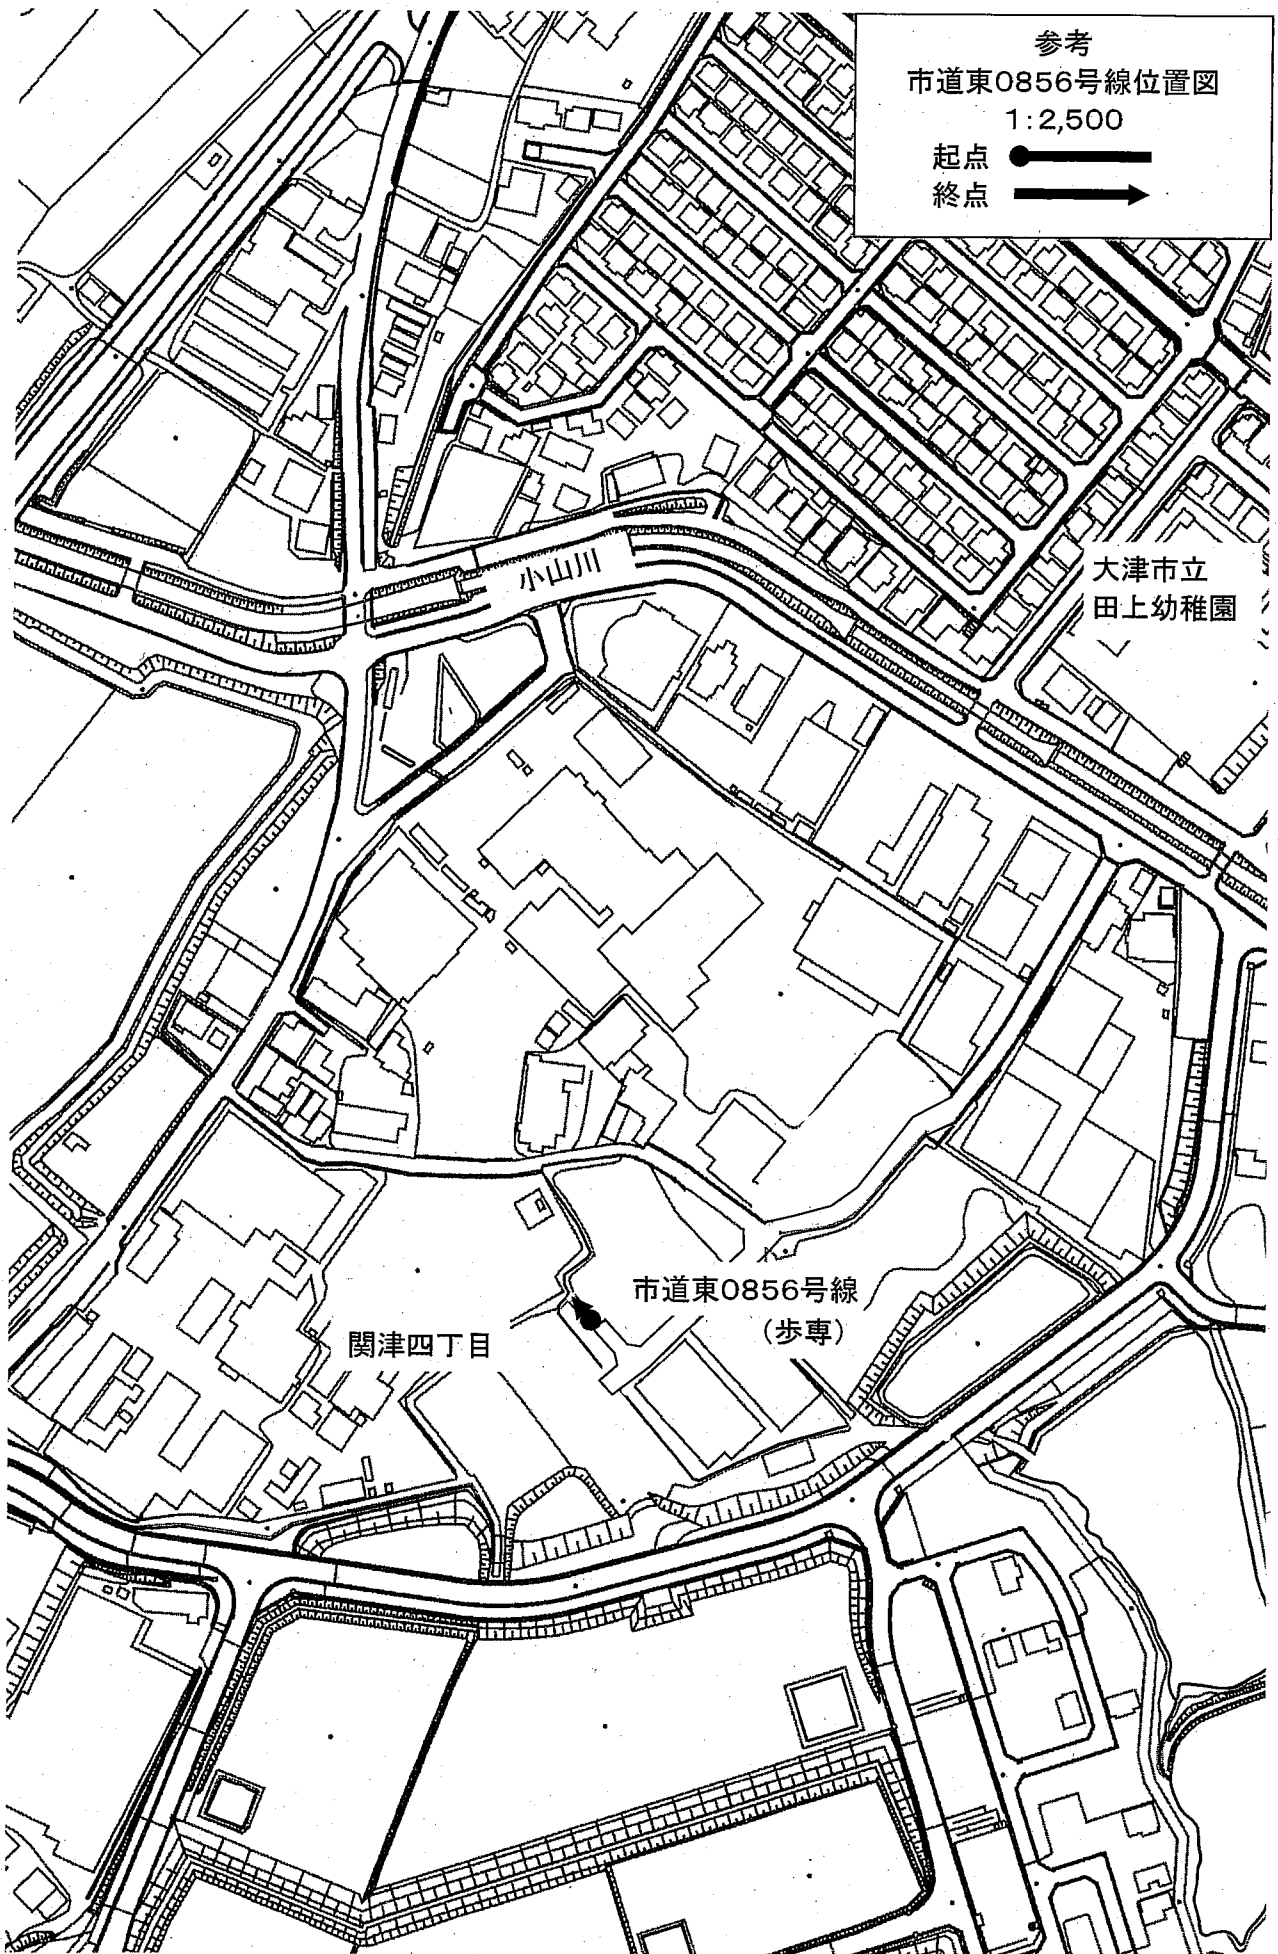 参考
市道東0856号線位置図
1:2,500
起点
終点
小山川
大津市立
田上幼稚園
市道東0856号線
(歩専)
関津四丁目